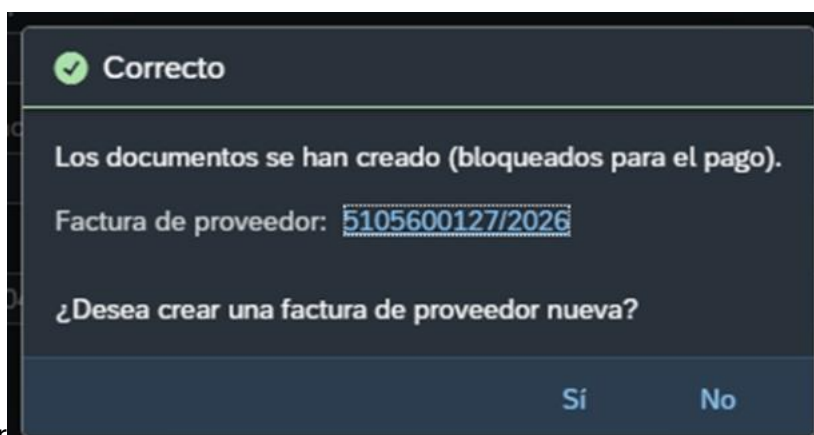 Correcto
Los documentos se han creado (bloqueados para el pago).
Factura de proveedor: 5105600127/2026
¿Desea crear una factura de proveedor nueva?
Sí No
r